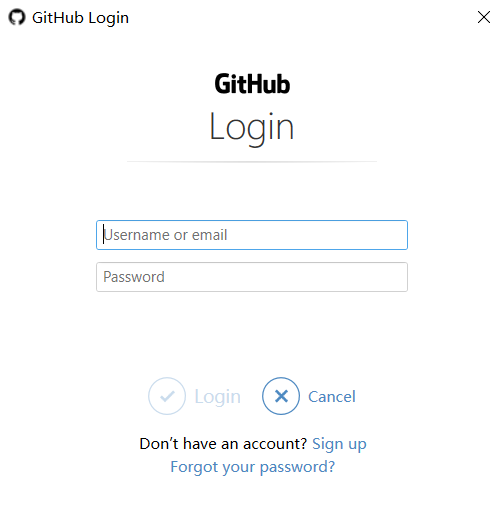 GitHub Login
GitHub
Login
Username or email
Password
Login Cancel
Don't have an account? Sign up
Forgot your password?